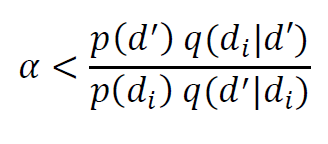 α < p(d′) q(dᵢ|d′) / p(dᵢ) q(d′|dᵢ)